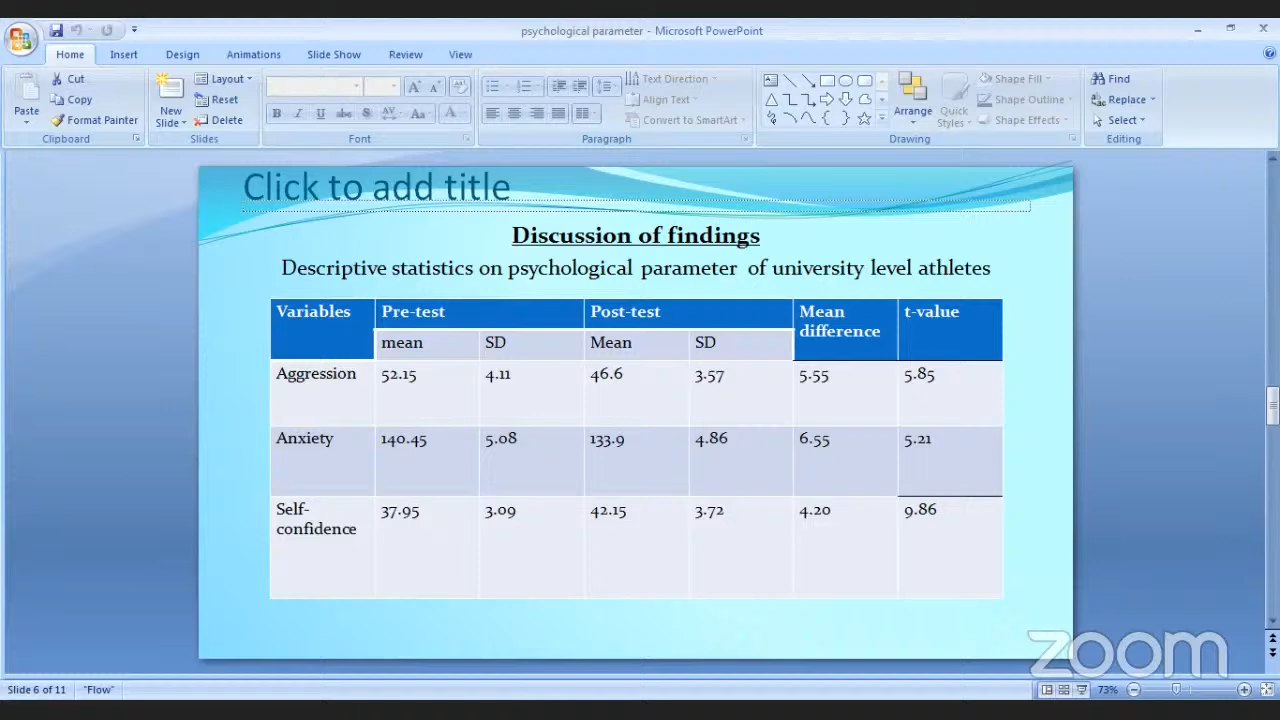 psychological parameter - Microsoft PowerPoint
Home Insert Design Animations Slide Show Review View
Paste
Cut
Copy
Format Painter
Clipboard
New Slide
Layout
Reset
Delete
Slides
B I U abc S AV Aa A
Font
Text Direction
Align Text
Convert to SmartArt
Paragraph
Arrange
Quick Styles
Shape Fill
Shape Outline
Shape Effects
Drawing
Find
Replace
Select
Editing
Click to add title
Discussion of findings
Descriptive statistics on psychological parameter of university level athletes
Variables Pre-test Post-test Mean difference t-value
mean SD Mean SD
Aggression 52.15 4.11 46.6 3.57 5.55 5.85
Anxiety 140.45 5.08 133.9 4.86 6.55 5.21
Self-confidence 37.95 3.09 42.15 3.72 4.20 9.86
zoom
Slide 6 of 11 "Flow" 73%